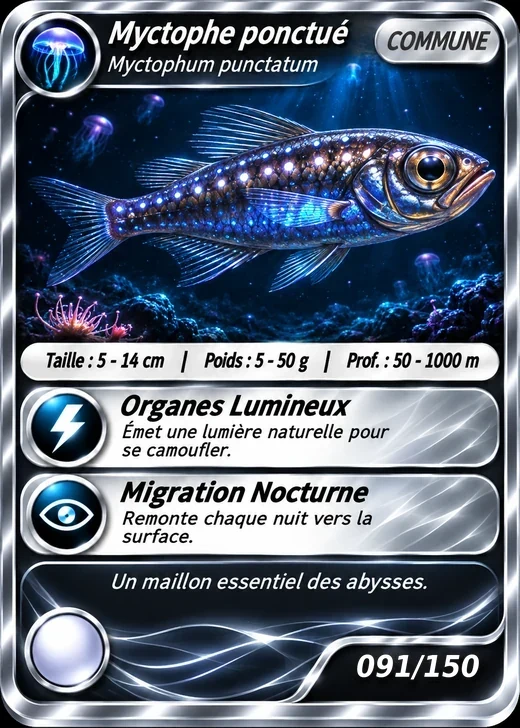 Myctophe ponctué
Myctophum punctatum
COMMUNE
Taille : 5 - 14 cm | Poids : 5 - 50 g | Prof. : 50 - 1000 m
Organes Lumineux
Émet une lumière naturelle pour
se camoufler.
Migration Nocturne
Remonte chaque nuit vers la
surface.
Un maillon essentiel des abysses.
091/150